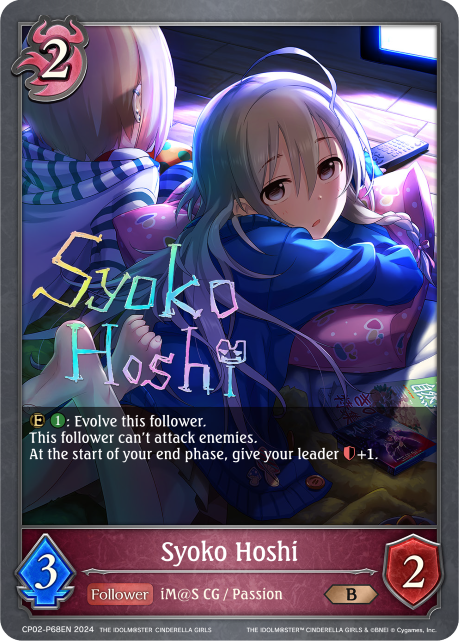 2
Syoko
Hoshi
E 1: Evolve this follower.
This follower can't attack enemies.
At the start of your end phase, give your leader +1.
Syoko Hoshi
3
Follower iM@S CG / Passion
B
2
CP02-P68EN 2024 THE IDOLM@STER™ CINDERELLA GIRLS THE IDOLM@STER™ CINDERELLA GIRLS & ©BNEI © Cygames, Inc.